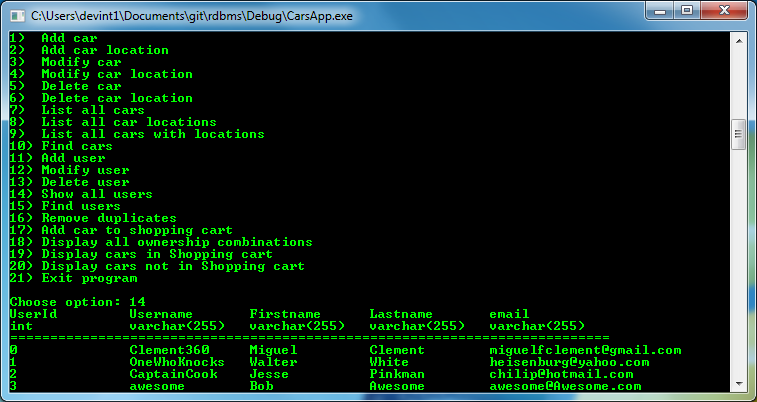 C:\Users\devint1\Documents\git\rdbms\Debug\CarsApp.exe
1) Add car
2) Add car location
3) Modify car
4) Modify car location
5) Delete car
6) Delete car location
7) List all cars
8) List all car locations
9) List all cars with locations
10) Find cars
11) Add user
12) Modify user
13) Delete user
14) Show all users
15) Find users
16) Remove duplicates
17) Add car to shopping cart
18) Display all ownership combinations
19) Display cars in Shopping cart
20) Display cars not in Shopping cart
21) Exit program
Choose option: 14
UserId Username Firstname Lastname email
int varchar(255) varchar(255) varchar(255) varchar(255)
===========================================================================
0 Clement360 Miguel Clement miguelfclement@gmail.com
1 OneWhoKnocks Walter White heisenburg@yahoo.com
2 CaptainCook Jesse Pinkman chilip@hotmail.com
3 awesome Bob Awesome awesome@Awesome.com